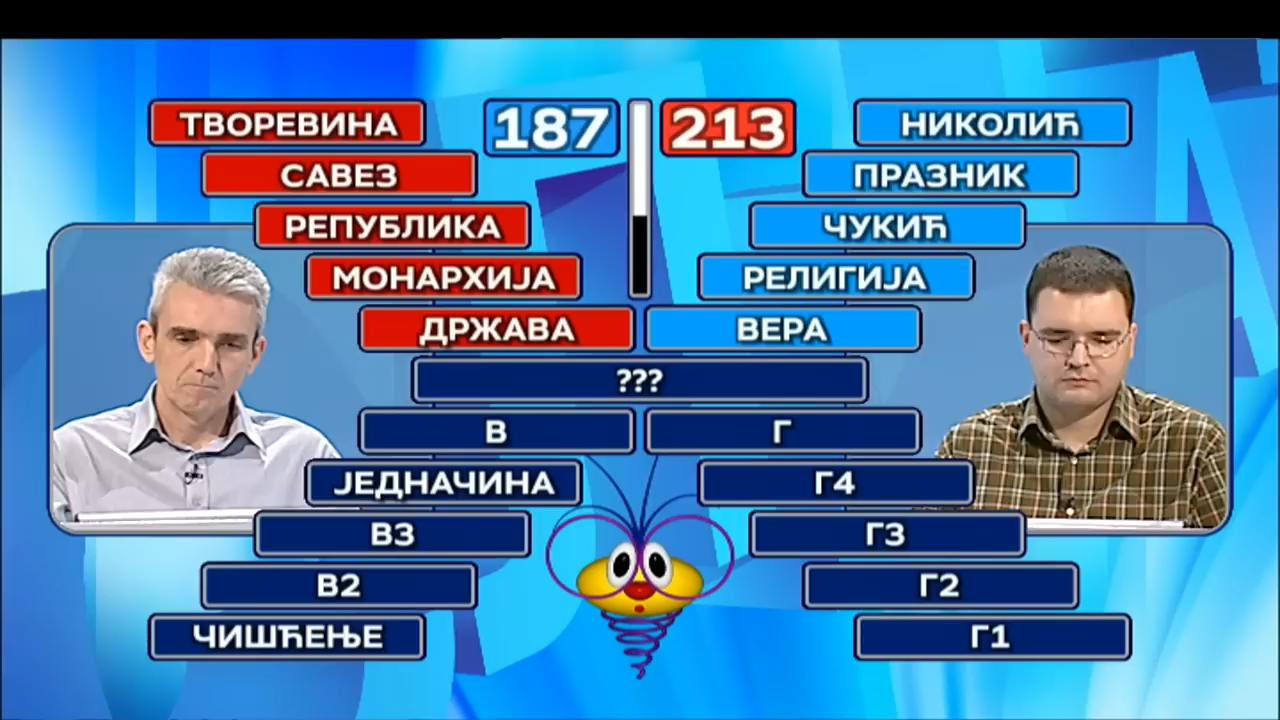 ТВОРЕВИНА 187 213 НИКОЛИЋ
САВЕЗ ПРАЗНИК
РЕПУБЛИКА ЧУКИЋ
МОНАРХИЈА РЕЛИГИЈА
ДРЖАВА ВЕРА
???
В Г
ЈЕДНАЧИНА Г4
В3 Г3
В2 Г2
ЧИШЋЕЊЕ Г1